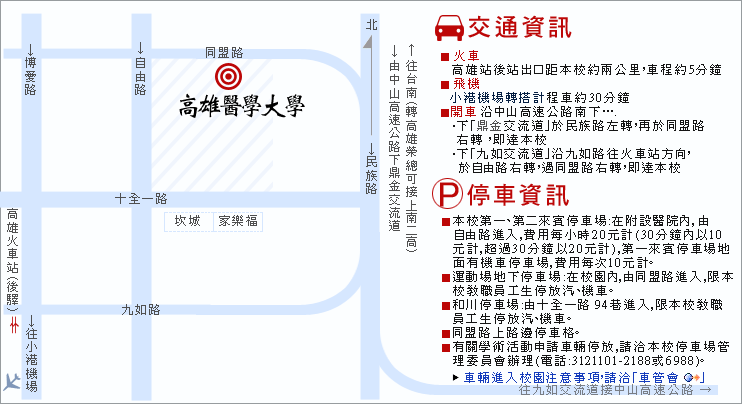 北
↓博愛路
↓自由路
同盟路
高雄醫學大學
→民族路
↓由中山高速公路下鼎金交流道
↑往台南(轉高雄榮總可接上南二高)
十全一路
坎城
家樂福
高雄火車站(後驛)
九如路
↓往小港機場
交通資訊
火車
高雄站後站出口距本校約兩公里,車程約5分鐘
飛機
小港機場轉搭計程車約30分鐘
開車 沿中山高速公路南下…
‧下「鼎金交流道」於民族路左轉,再於同盟路
右轉 ,即達本校
‧下「九如交流道」沿九如路往火車站方向,
於自由路右轉,遇同盟路右轉,即達本校
P 停車資訊
本校第一、第二來賓停車場:在附設醫院內,由
自由路進入,費用每小時20元計(30分鐘內以10
元計,超過30分鐘以20元計),第一來賓停車場地
面有機車停車場,費用每次10元計。
運動場地下停車場:在校園內,由同盟路進入,限本
校教職員工生停放汽、機車。
和川停車場:由十全一路 94巷進入,限本校教職
員工生停放汽、機車。
同盟路上路邊停車格。
有關學術活動申請車輛停放,請洽本校停車場管
理委員會辦理(電話:3121101-2188或6988)。
車輛進入校園注意事項,請洽「車管會 」
往九如交流道接中山高速公路 →